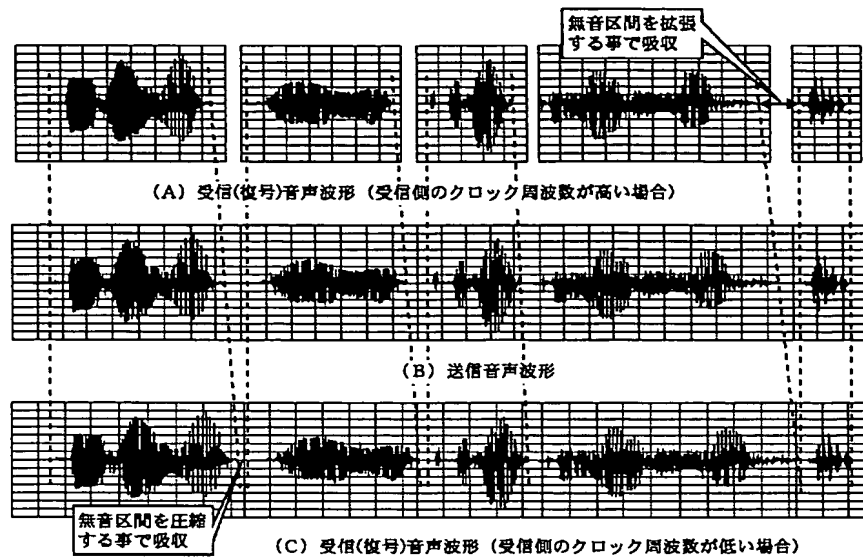 無音区間を拡張
する事で吸収
(A) 受信(復号)音声波形 (受信側のクロック周波数が高い場合)
(B) 送信音声波形
無音区間を圧縮
する事で吸収
(C) 受信(復号)音声波形 (受信側のクロック周波数が低い場合)